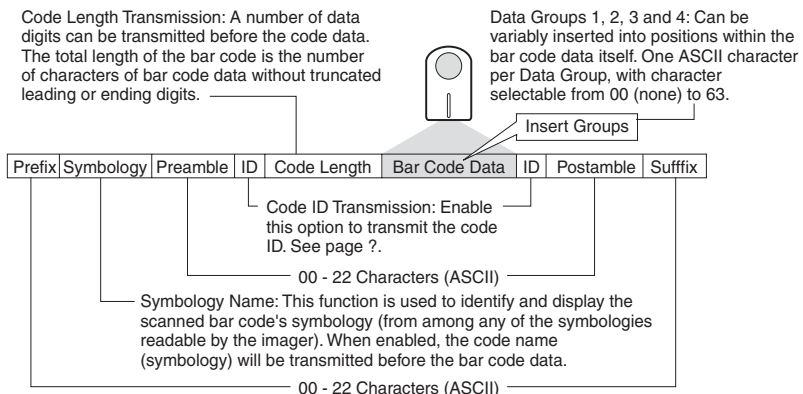 Code Length Transmission: A number of data
digits can be transmitted before the code data.
The total length of the bar code is the number
of characters of bar code data without truncated
leading or ending digits.
Data Groups 1, 2, 3 and 4: Can be
variably inserted into positions within the
bar code data itself. One ASCII character
per Data Group, with character
selectable from 00 (none) to 63.
Insert Groups
Prefix Symbology Preamble ID Code Length Bar Code Data ID Postamble Sufffix
Code ID Transmission: Enable
this option to transmit the code
ID. See page ?.
00 - 22 Characters (ASCII)
Symbology Name: This function is used to identify and display the
scanned bar code's symbology (from among any of the symbologies
readable by the imager). When enabled, the code name
(symbology) will be transmitted before the bar code data.
00 - 22 Characters (ASCII)